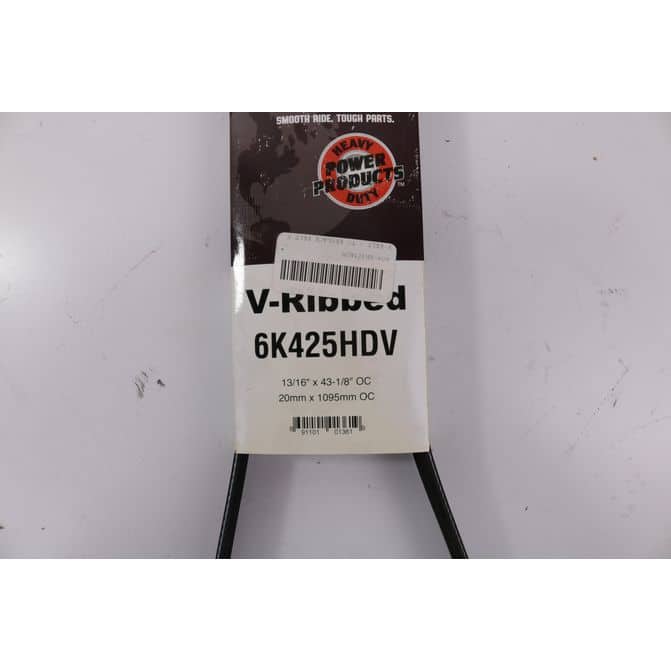 SMOOTH RIDE. TOUGH PARTS.
HEAVY
POWER
PRODUCTS™
DUTY
V-Ribbed
6K425HDV
13/16" x 43-1/8" OC
20mm x 1095mm OC
91101 01361